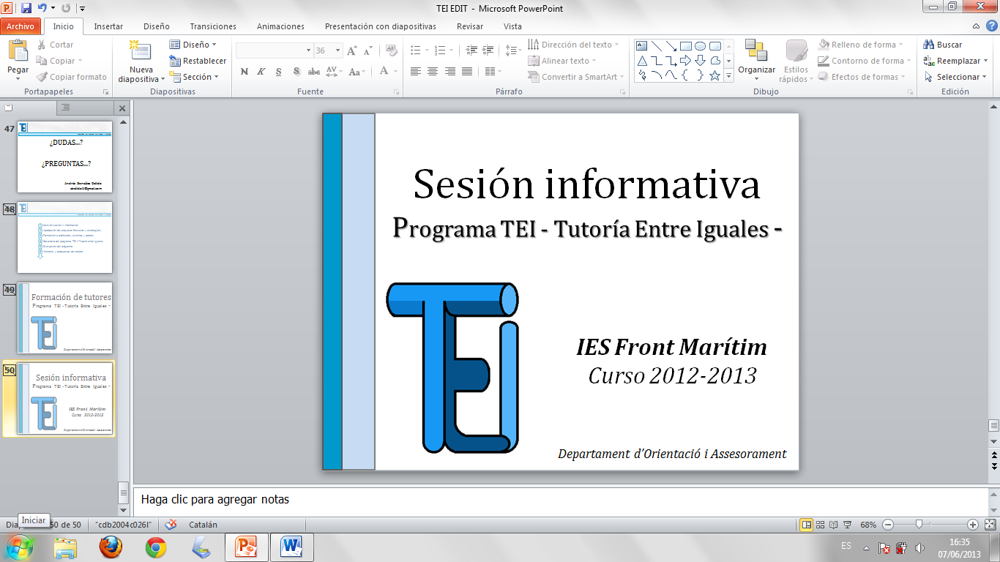 TEI EDIT - Microsoft PowerPoint
Archivo Inicio Insertar Diseño Transiciones Animaciones Presentación con diapositivas Revisar Vista
Pegar
Cortar
Copiar
Copiar formato
Portapapeles
Nueva diapositiva
Diseño
Restablecer
Sección
Diapositivas
36
N K S S abc AV Aa A
Fuente
Dirección del texto
Alinear texto
Convertir a SmartArt
Párrafo
Organizar
Estilos rápidos
Relleno de forma
Contorno de forma
Efectos de formas
Dibujo
Buscar
Reemplazar
Seleccionar
Edición
47
¿DUDAS...?
¿PREGUNTAS...?
48
49
Formación de tutores
Programa TEI - Tutoría Entre Iguales -
50
Sesión informativa
Programa TEI - Tutoría Entre Iguales -
IES Front Marítim
Curso 2012-2013
Sesión informativa
Programa TEI - Tutoría Entre Iguales -
TEI
IES Front Marítim
Curso 2012-2013
Departament d'Orientació i Assesorament
Haga clic para agregar notas
Iniciar
50 de 50
"cdb2004c026l"
Catalán
68%
ES
16:35
07/06/2013